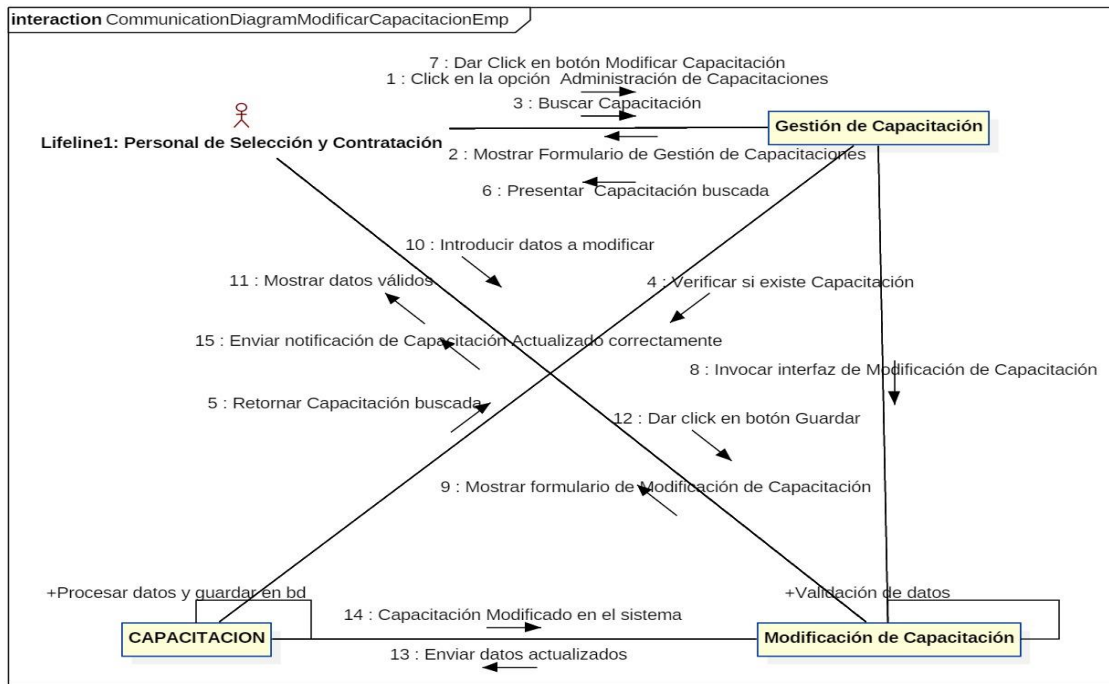 interaction CommunicationDiagramModificarCapacitacionEmp
7 : Dar Click en botón Modificar Capacitación
1 : Click en la opción Administración de Capacitaciones
3 : Buscar Capacitación
Gestión de Capacitación
Lifeline1: Personal de Selección y Contratación
2 : Mostrar Formulario de Gestión de Capacitaciones
6 : Presentar Capacitación buscada
10 : Introducir datos a modificar
11 : Mostrar datos válidos
4 : Verificar si existe Capacitación
15 : Enviar notificación de Capacitación Actualizado correctamente
8 : Invocar interfaz de Modificación de Capacitación
5 : Retornar Capacitación buscada
12 : Dar click en botón Guardar
9 : Mostrar formulario de Modificación de Capacitación
+Procesar datos y guardar en bd
+Validación de datos
14 : Capacitación Modificado en el sistema
CAPACITACION
Modificación de Capacitación
13 : Enviar datos actualizados